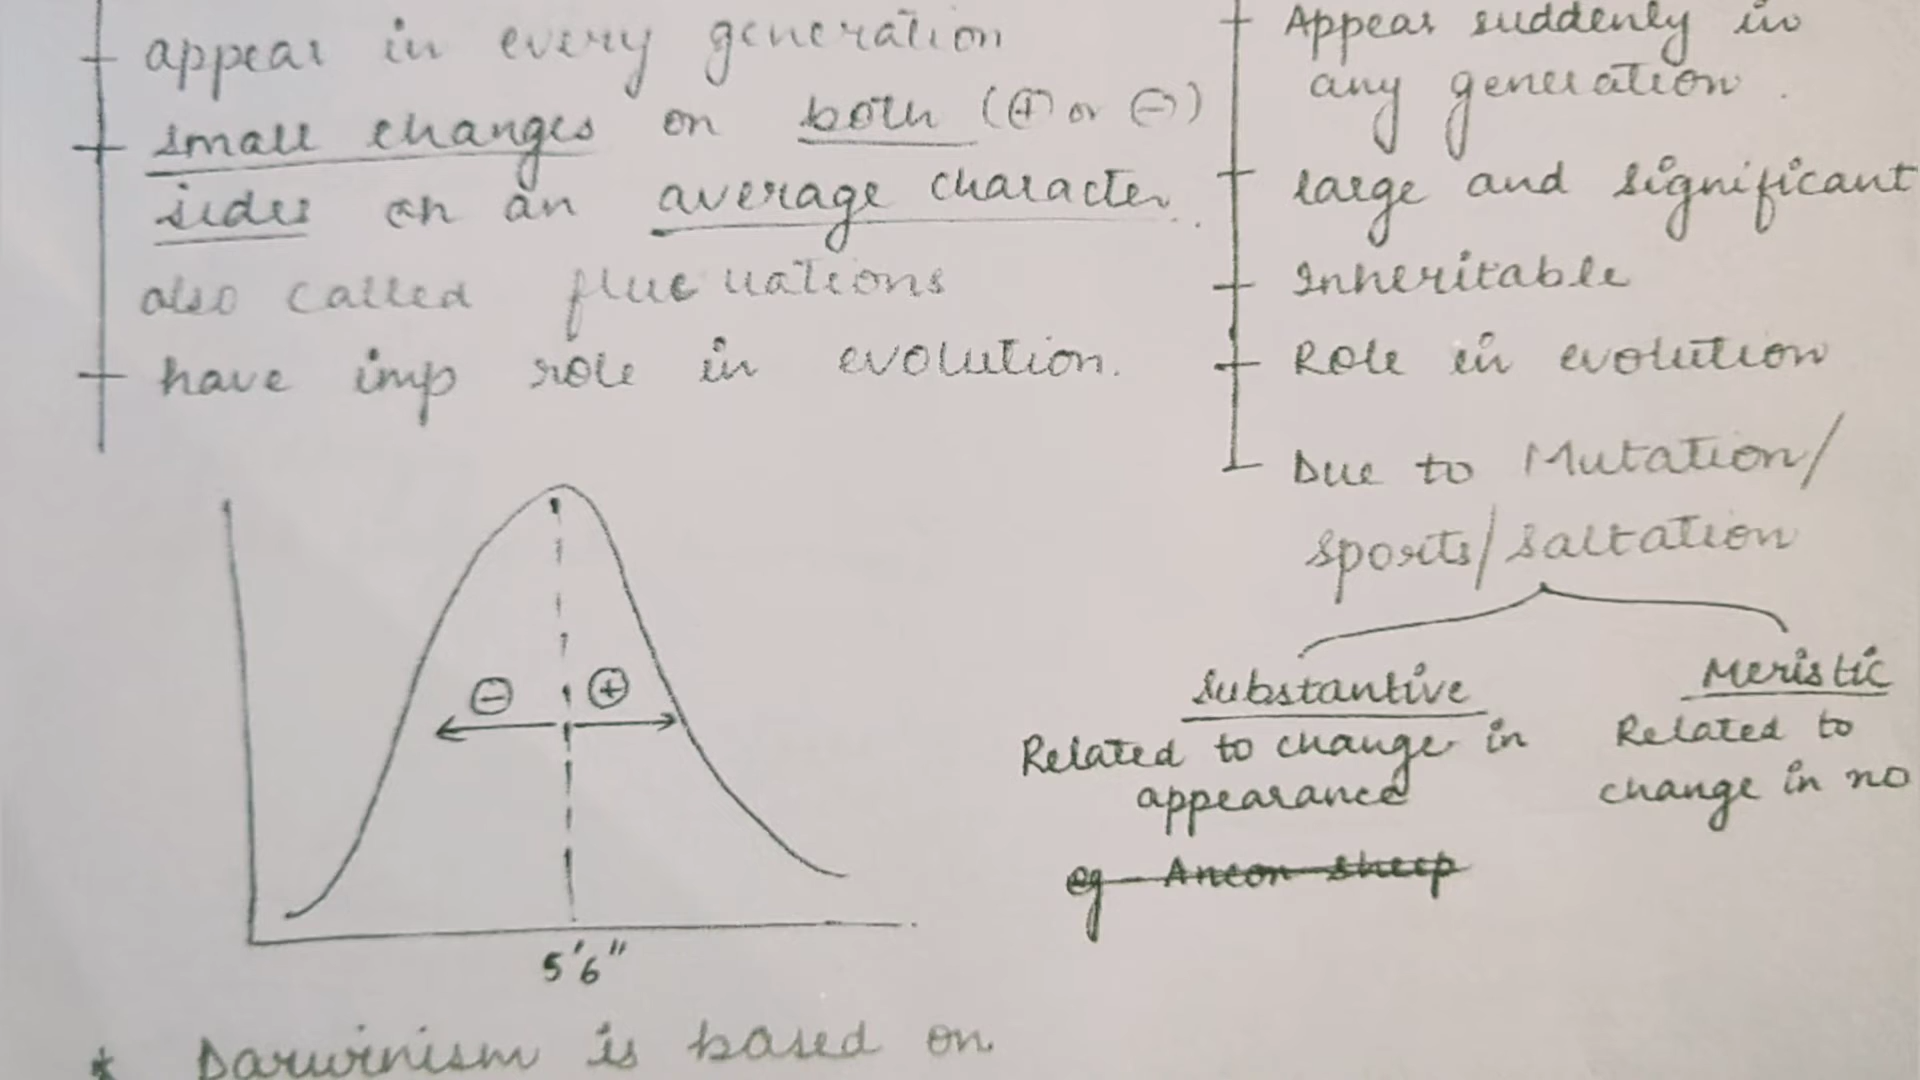 appear in every generation
small changes on both (⊕ or ⊖)
sides on an average character.
also called fluctuations
have imp role in evolution.
⊖ ⊕
5'6"
* Darwinism is based on
Appear suddenly in
any generation.
large and significant
Inheritable
Role in evolution
Due to Mutation/
sports/saltation
Substantive
Related to change in
appearance
eg Ancon sheep
Meristic
Related to
change in no